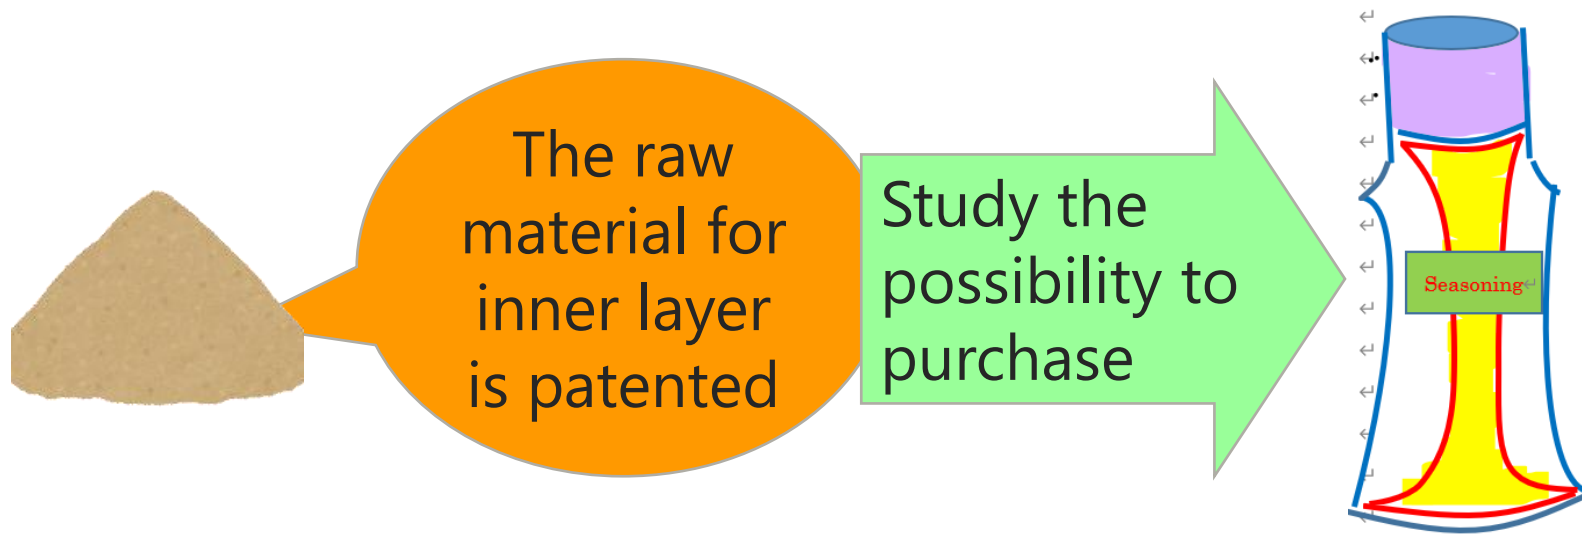 The raw
material for
inner layer
is patented
Study the
possibility to
purchase
Seasoning